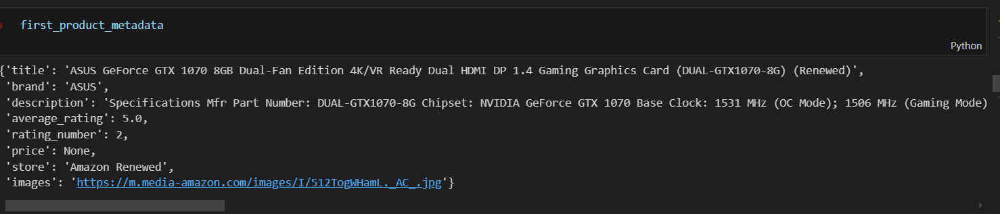 first_product_metadata
Python
{'title': 'ASUS GeForce GTX 1070 8GB Dual-Fan Edition 4K/VR Ready Dual HDMI DP 1.4 Gaming Graphics Card (DUAL-GTX1070-8G) (Renewed)',
'brand': 'ASUS',
'description': 'Specifications Mfr Part Number: DUAL-GTX1070-8G Chipset: NVIDIA GeForce GTX 1070 Base Clock: 1531 MHz (OC Mode); 1506 MHz (Gaming Mode)
'average_rating': 5.0,
'rating_number': 2,
'price': None,
'store': 'Amazon Renewed',
'images': 'https://m.media-amazon.com/images/I/512TogWHamL._AC_.jpg'}